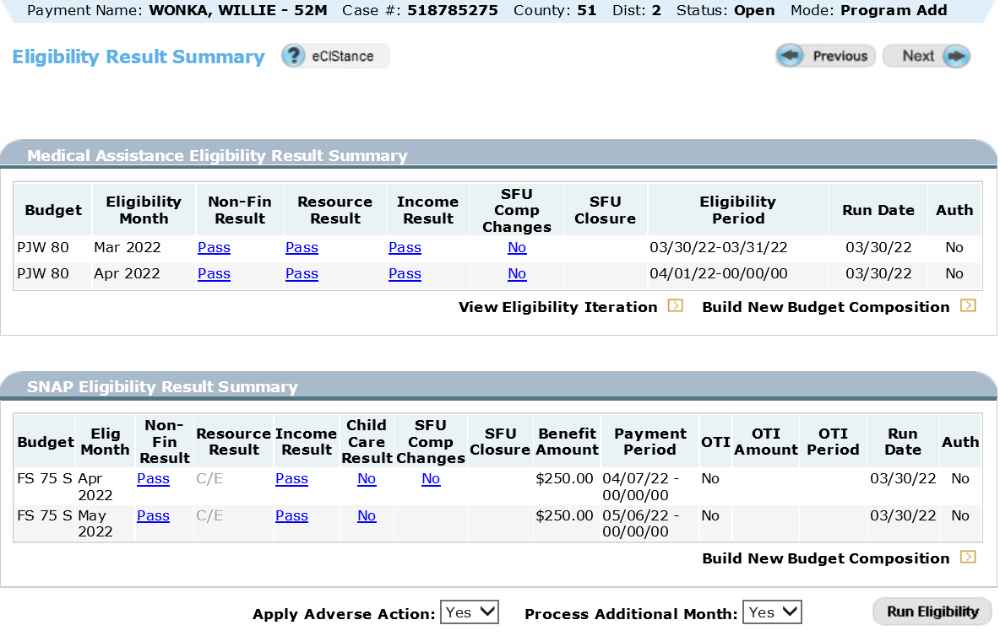 Payment Name: WONKA, WILLIE - 52M Case #: 518785275 County: 51 Dist: 2 Status: Open Mode: Program Add
Eligibility Result Summary ? eCIStance Previous Next
Medical Assistance Eligibility Result Summary
Budget Eligibility Month Non-Fin Result Resource Result Income Result SFU Comp Changes SFU Closure Eligibility Period Run Date Auth
PJW 80 Mar 2022 Pass Pass Pass No 03/30/22-03/31/22 03/30/22 No
PJW 80 Apr 2022 Pass Pass Pass No 04/01/22-00/00/00 03/30/22 No
View Eligibility Iteration Build New Budget Composition
SNAP Eligibility Result Summary
Budget Elig Month Non-Fin Result Resource Result Income Result Child Care Result SFU Comp Changes SFU Closure Benefit Amount Payment Period OTI OTI Amount OTI Period Run Date Auth
FS 75 S Apr 2022 Pass C/E Pass No No $250.00 04/07/22 - 00/00/00 No 03/30/22 No
FS 75 S May 2022 Pass C/E Pass No $250.00 05/06/22 - 00/00/00 No 03/30/22 No
Build New Budget Composition
Apply Adverse Action: Yes Process Additional Month: Yes Run Eligibility